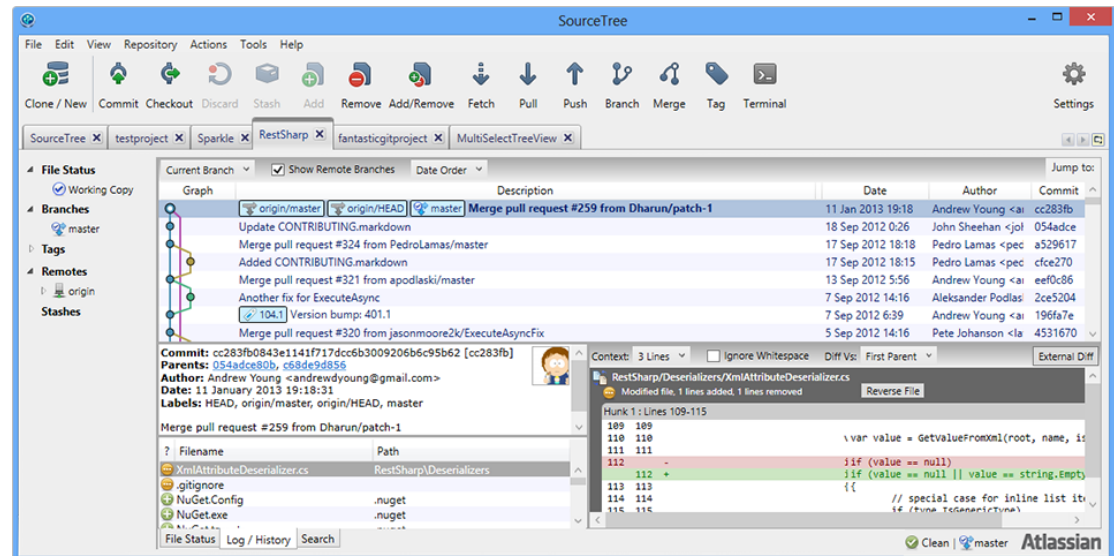 SourceTree
File Edit View Repository Actions Tools Help
Clone / New Commit Checkout Discard Stash Add Remove Add/Remove Fetch Pull Push Branch Merge Tag Terminal Settings
SourceTree testproject Sparkle RestSharp fantasticgitproject MultiSelectTreeView
File Status
Working Copy
Branches
master
Tags
Remotes
origin
Stashes
Current Branch Show Remote Branches Date Order Jump to:
Graph Description Date Author Commit
origin/master origin/HEAD master Merge pull request #259 from Dharun/patch-1 11 Jan 2013 19:18 Andrew Young <a cc283fb
Update CONTRIBUTING.markdown 18 Sep 2012 0:26 John Sheehan <jo 054adce
Merge pull request #324 from PedroLamas/master 17 Sep 2012 18:18 Pedro Lamas <pec a529617
Added CONTRIBUTING.markdown 17 Sep 2012 18:15 Pedro Lamas <pec cfce270
Merge pull request #321 from apodlaski/master 13 Sep 2012 5:56 Andrew Young <a eef0c86
Another fix for ExecuteAsync 7 Sep 2012 14:16 Aleksander Podlas 2ce5204
104.1 Version bump: 401.1 7 Sep 2012 6:39 Andrew Young <a 196fa7e
Merge pull request #320 from jasonmoore2k/ExecuteAsyncFix 5 Sep 2012 14:16 Pete Johanson <la 4531670
Commit: cc283fb0843e1141f717dcc6b3009206b6c95b62 [cc283fb]
Parents: 054adce80b, c68de9d856
Author: Andrew Young <andrewdyoung@gmail.com>
Date: 11 January 2013 19:18:31
Labels: HEAD, origin/master, origin/HEAD, master
Merge pull request #259 from Dharun/patch-1
? Filename Path
XmlAttributeDeserializer.cs RestSharp\Deserializers
.gitignore
NuGet.Config .nuget
NuGet.exe .nuget
File Status Log / History Search
Context: 3 Lines Ignore Whitespace Diff Vs: First Parent External Diff
RestSharp/Deserializers/XmlAttributeDeserializer.cs
Modified file, 1 lines added, 1 lines removed Reverse File
Hunk 1 : Lines 109-115
109 109
110 110 \var value = GetValueFromXml(root, name, is
111 111
112 - iif (value == null)
112 + iif (value == null || value == string.Empty
113 113 {{
114 114 // special case for inline list ite
115 115 if (type.IsGenericType)
Clean | master Atlassian